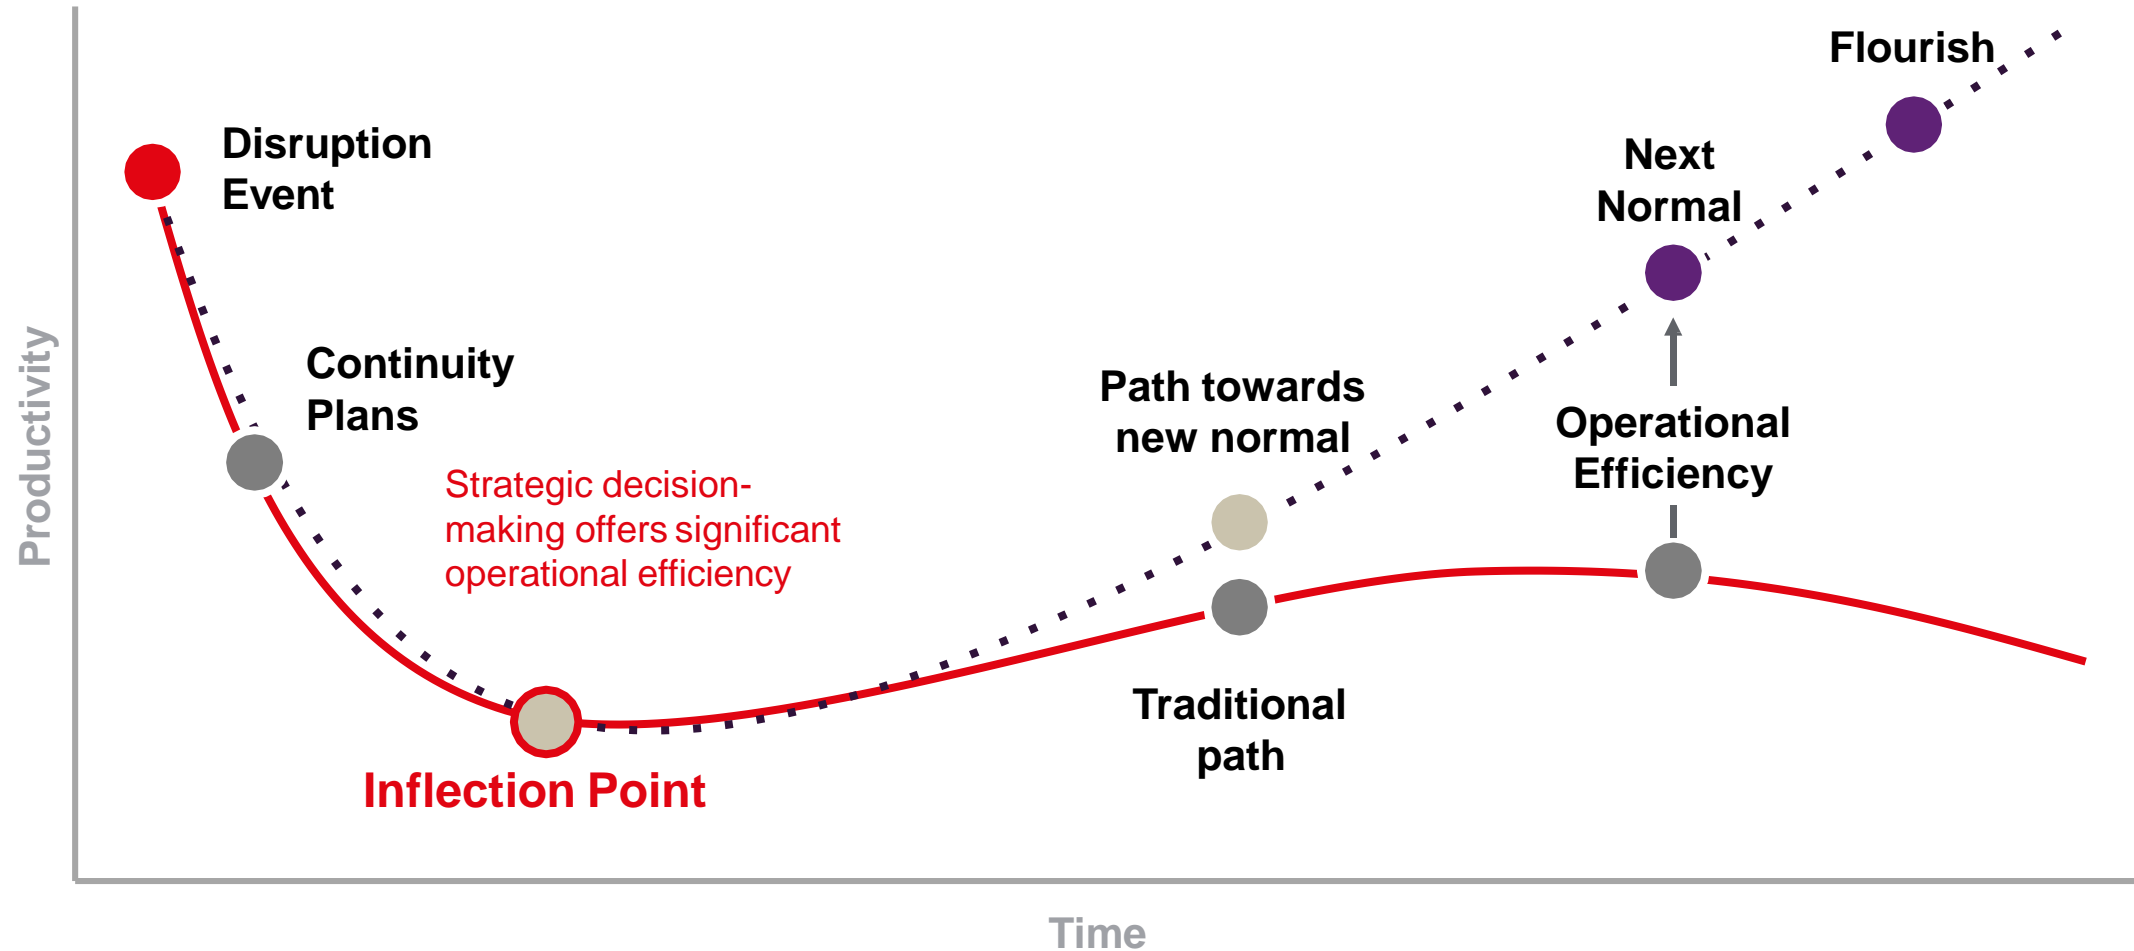 Flourish
Disruption
Event
Next
Normal
Continuity
Plans
Path towards
new normal
Operational
Efficiency
Strategic decision-
making offers significant
operational efficiency
Traditional
path
Inflection Point
Productivity
Time